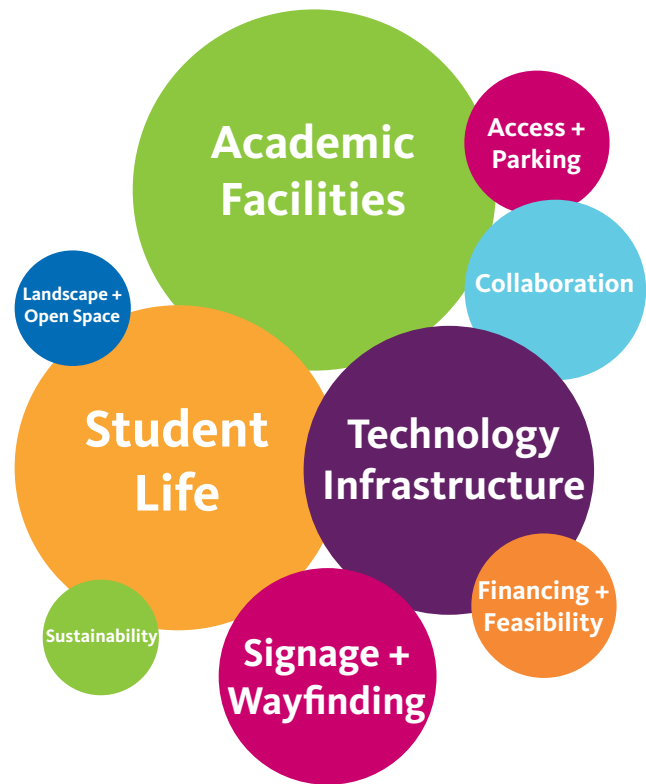 Academic
Facilities
Access +
Parking
Collaboration
Landscape +
Open Space
Student
Life
Technology
Infrastructure
Financing +
Feasibility
Sustainability
Signage +
Wayfinding